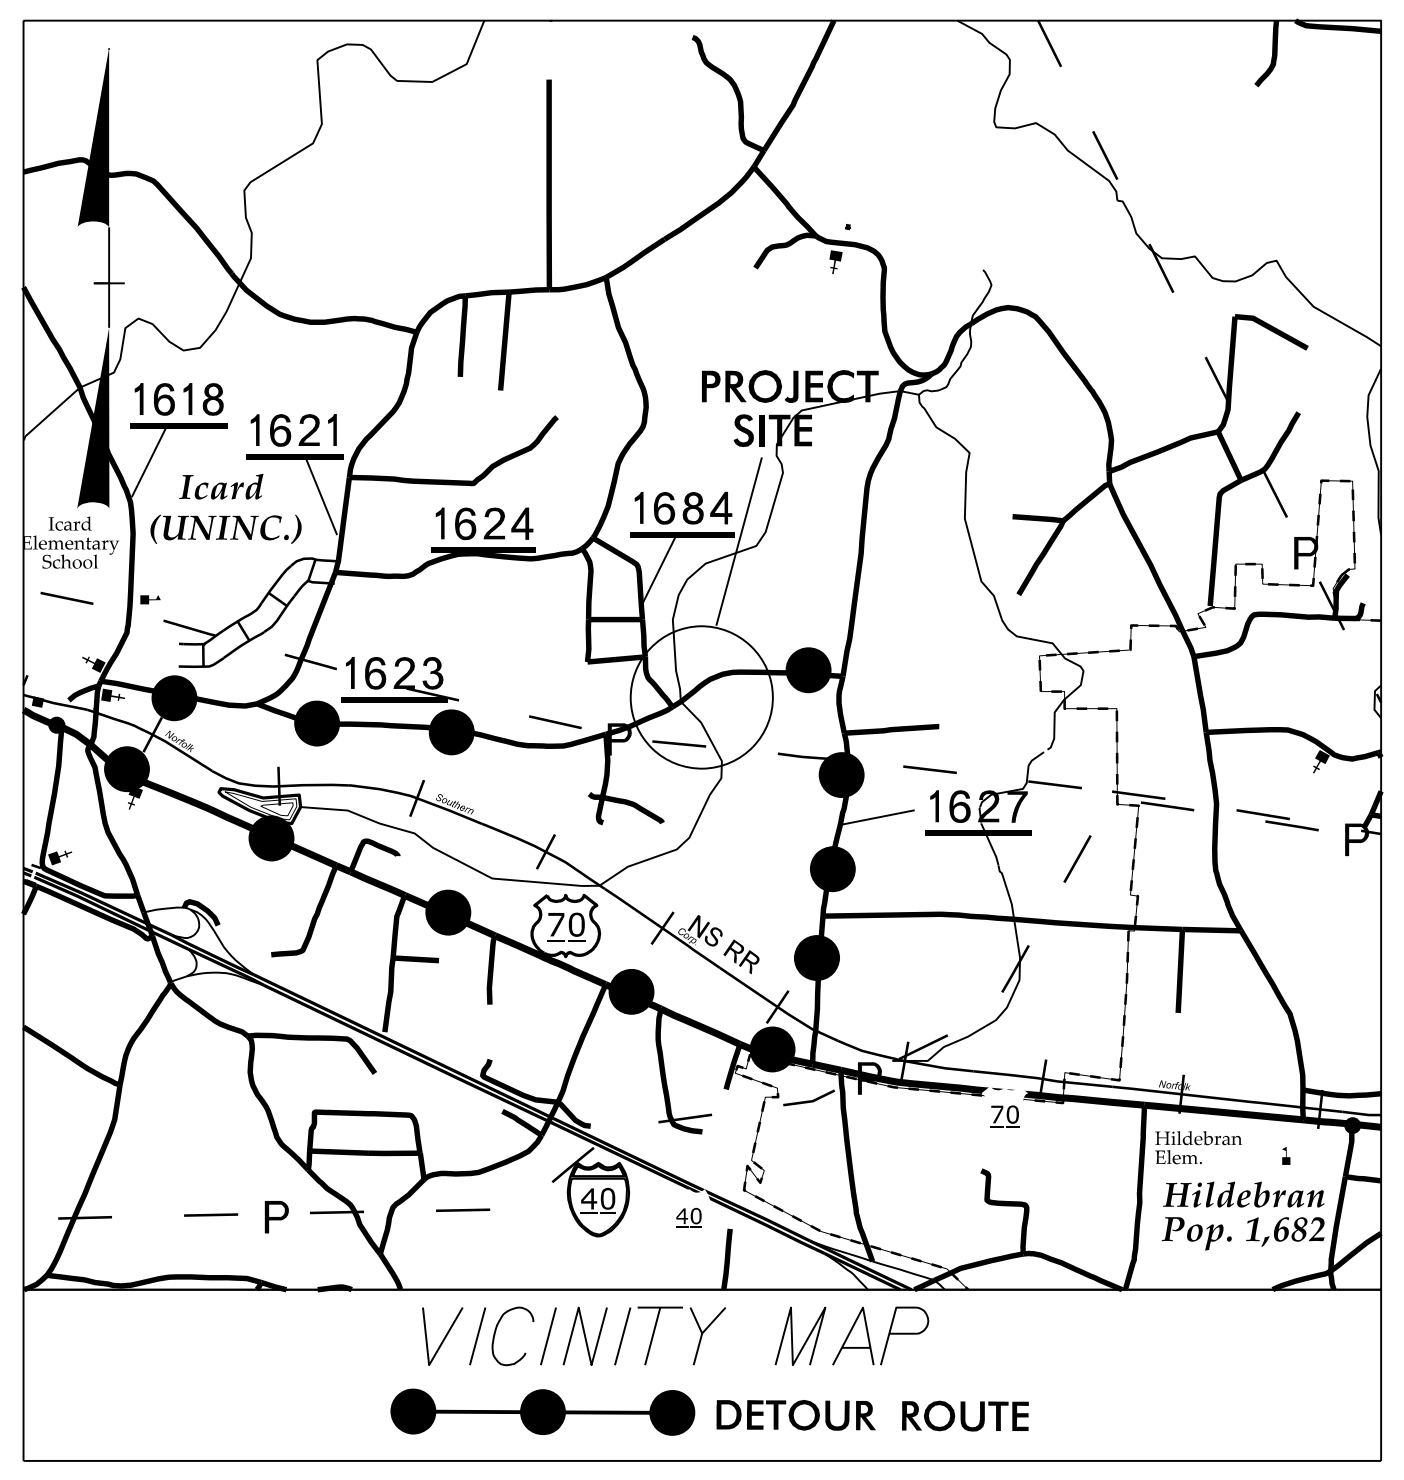 PROJECT
SITE
1618
1621
Icard
(UNINC.)
1624
1684
Icard
Elementary
School
P
1623
P
Norfolk
Southern
1627
P
70
NS RR
Corp.
P
70
Norfolk
Hildebran
Elem.
Hildebran
Pop. 1,682
40
40
P
VICINITY MAP
DETOUR ROUTE